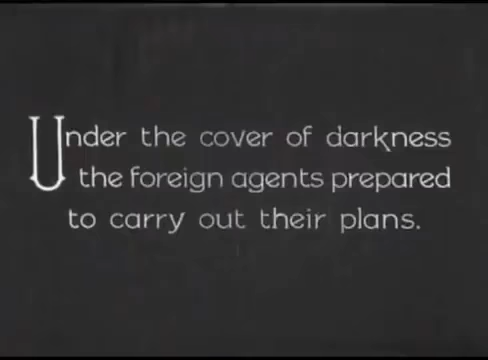 Under the cover of darkness
the foreign agents prepared
to carry out their plans.